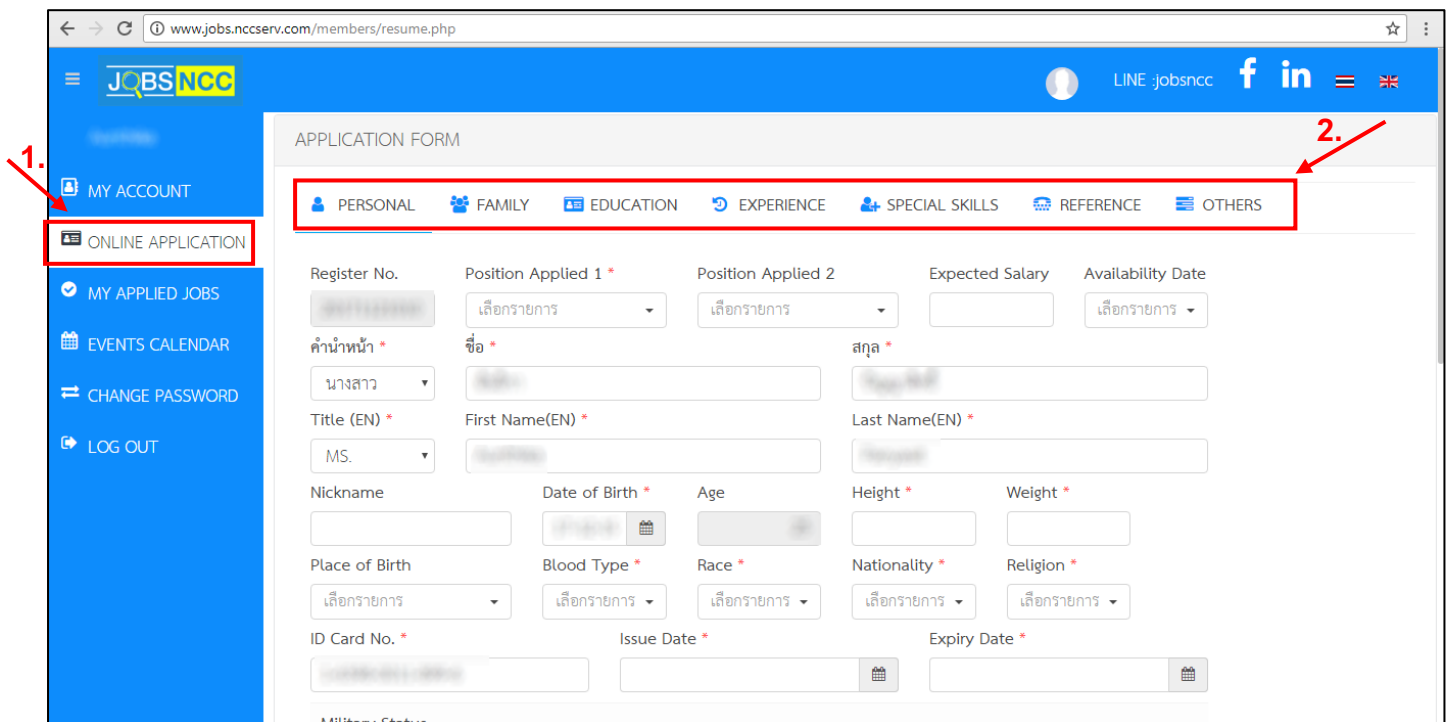 www.jobs.nccserv.com/members/resume.php
JOBS NCC
LINE :jobsncc
1.
MY ACCOUNT
ONLINE APPLICATION
MY APPLIED JOBS
EVENTS CALENDAR
CHANGE PASSWORD
LOG OUT
APPLICATION FORM
2.
PERSONAL FAMILY EDUCATION EXPERIENCE SPECIAL SKILLS REFERENCE OTHERS
Register No. Position Applied 1 * Position Applied 2 Expected Salary Availability Date
เลือกรายการ เลือกรายการ เลือกรายการ
คำนำหน้า * ชื่อ * สกุล *
นางสาว
Title (EN) * First Name(EN) * Last Name(EN) *
MS.
Nickname Date of Birth * Age Height * Weight *
Place of Birth Blood Type * Race * Nationality * Religion *
เลือกรายการ เลือกรายการ เลือกรายการ เลือกรายการ เลือกรายการ
ID Card No. * Issue Date * Expiry Date *
Military Status